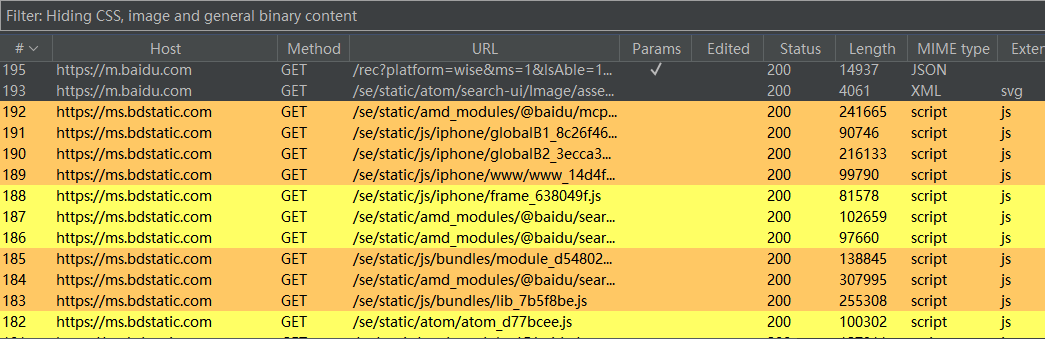 Filter: Hiding CSS, image and general binary content
# Host Method URL Params Edited Status Length MIME type Exten
195 https://m.baidu.com GET /rec?platform=wise&ms=1&lsAble=1... ✓ 200 14937 JSON
193 https://m.baidu.com GET /se/static/atom/search-ui/Image/asse... 200 4061 XML svg
192 https://ms.bdstatic.com GET /se/static/amd_modules/@baidu/mcp... 200 241665 script js
191 https://ms.bdstatic.com GET /se/static/js/iphone/globalB1_8c26f46... 200 90746 script js
190 https://ms.bdstatic.com GET /se/static/js/iphone/globalB2_3ecca3... 200 216133 script js
189 https://ms.bdstatic.com GET /se/static/js/iphone/www/www_14d4f... 200 99790 script js
188 https://ms.bdstatic.com GET /se/static/js/iphone/frame_638049f.js 200 81578 script js
187 https://ms.bdstatic.com GET /se/static/amd_modules/@baidu/sear... 200 102659 script js
186 https://ms.bdstatic.com GET /se/static/amd_modules/@baidu/sear... 200 97660 script js
185 https://ms.bdstatic.com GET /se/static/js/bundles/module_d54802... 200 138845 script js
184 https://ms.bdstatic.com GET /se/static/amd_modules/@baidu/sear... 200 307995 script js
183 https://ms.bdstatic.com GET /se/static/js/bundles/lib_7b5f8be.js 200 255308 script js
182 https://ms.bdstatic.com GET /se/static/atom/atom_d77bcee.js 200 100302 script js